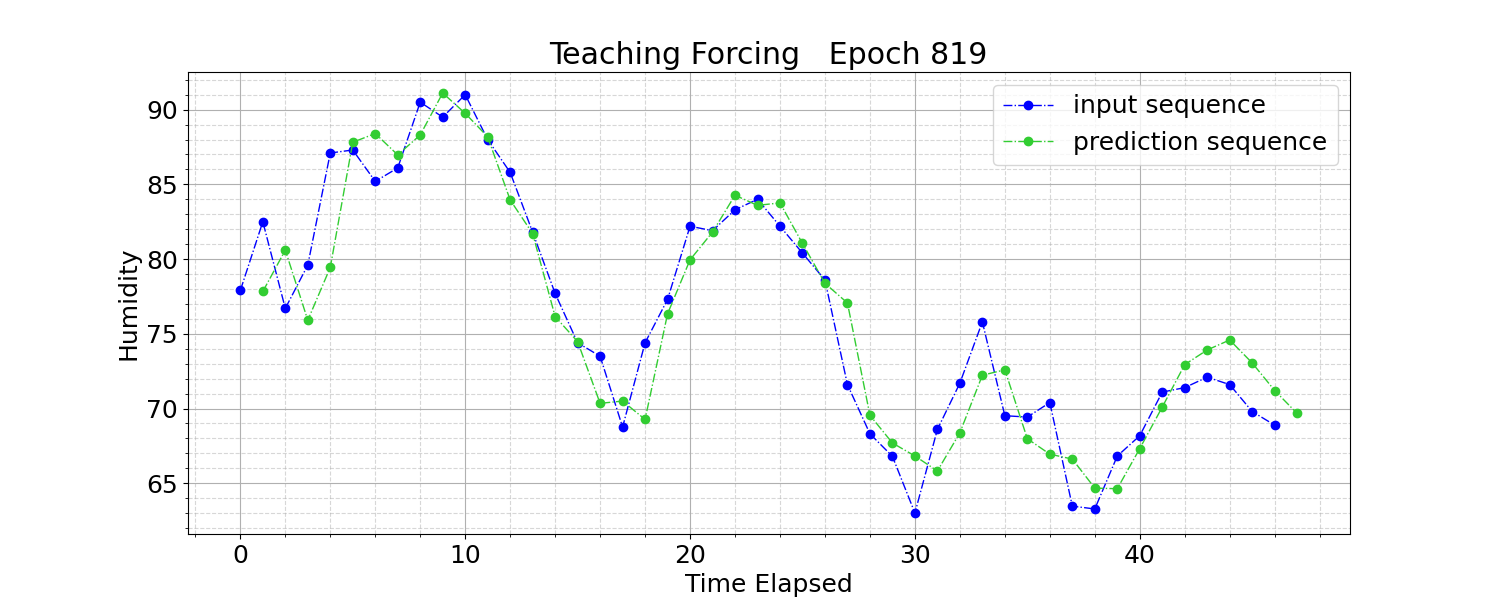 Teaching Forcing   Epoch 819
input sequence
prediction sequence
Humidity
90
85
80
75
70
65
0 10 20 30 40
Time Elapsed